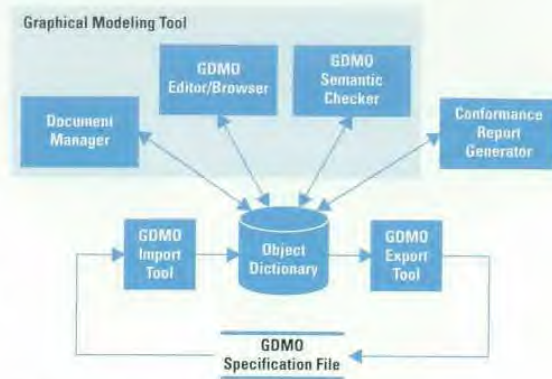 Graphical Modeling Tool
GDMO
Editor/Browser
GDMO
Semantic
Checker
Document
Manager
Conformance
Report
Generator
GDMO
Import
Tool
Object
Dictionary
GDMO
Export
Tool
GDMO
Specification File